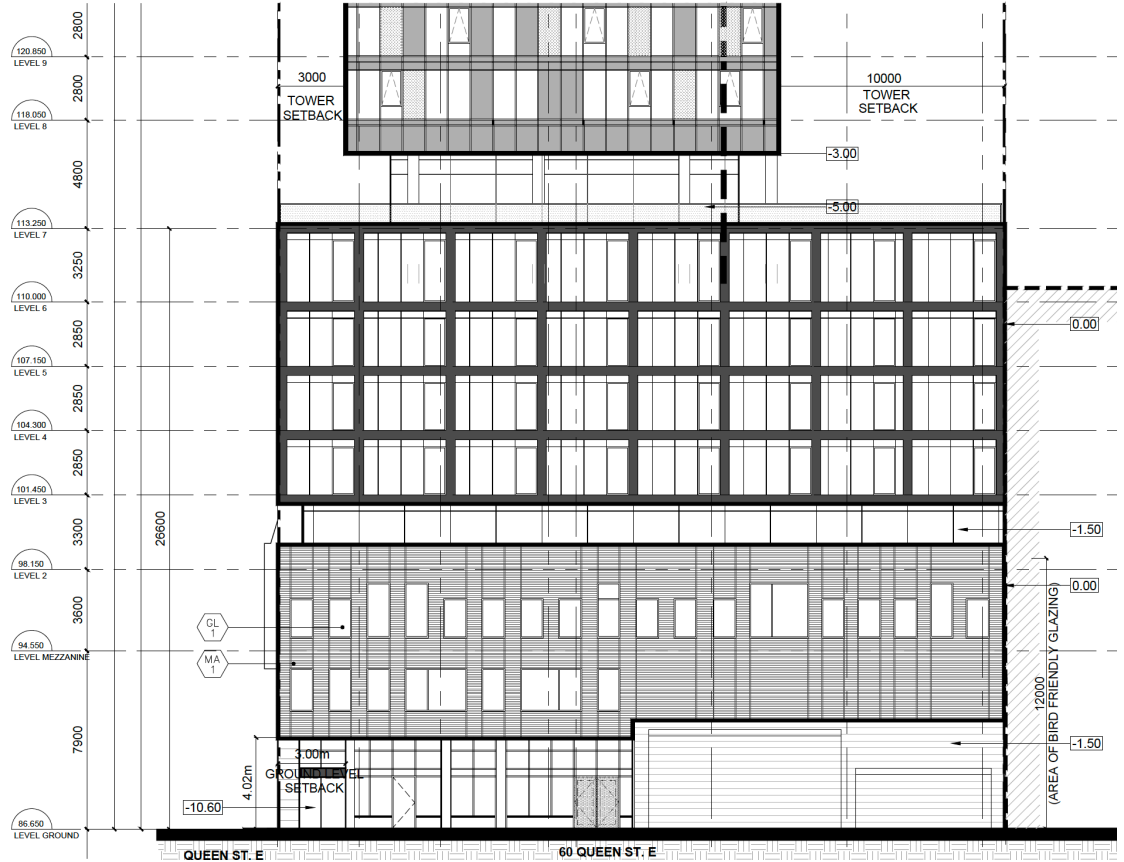 2800
120.850
LEVEL 9
2800
118.050
LEVEL 8
4800
113.250
LEVEL 7
3250
110.000
LEVEL 6
2850
107.150
LEVEL 5
2850
104.300
LEVEL 4
2850
101.450
LEVEL 3
3300
98.150
LEVEL 2
3600
94.550
LEVEL MEZZANINE
7900
86.650
LEVEL GROUND
26600
3000
TOWER
SETBACK
10000
TOWER
SETBACK
-3.00
-5.00
0.00
-1.50
0.00
-1.50
GL
1
MA
1
12000
(AREA OF BIRD FRIENDLY GLAZING)
4.02m
3.00m
GROUND LEVEL
SETBACK
-10.60
QUEEN ST. E
60 QUEEN ST. E